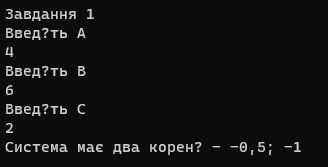 Завдання 1
Введ?ть A
4
Введ?ть B
6
Введ?ть C
2
Система має два корен? - -0,5; -1